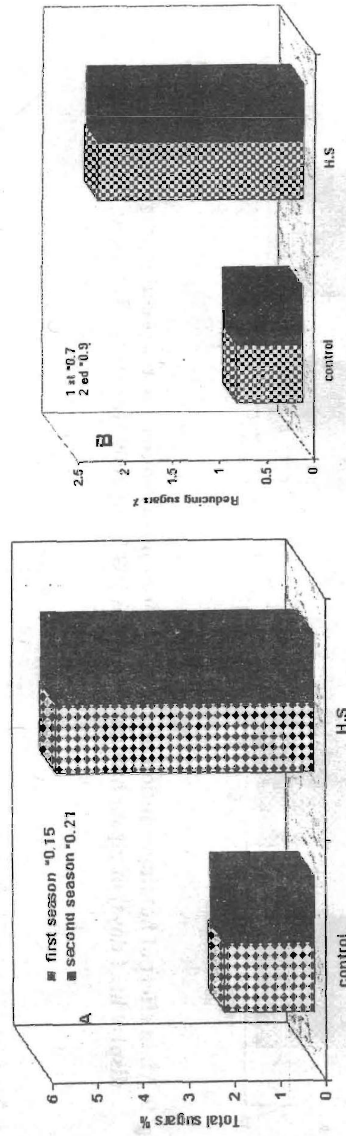 A
first season *0.15
second season *0.21
Total sugars %
6
5
4
3
2
1
0
control
H.S
B
1 st *0.7
2 ed *0.9
Reducing sugars %
2.5
2
1.5
1
0.5
0
control
H.S